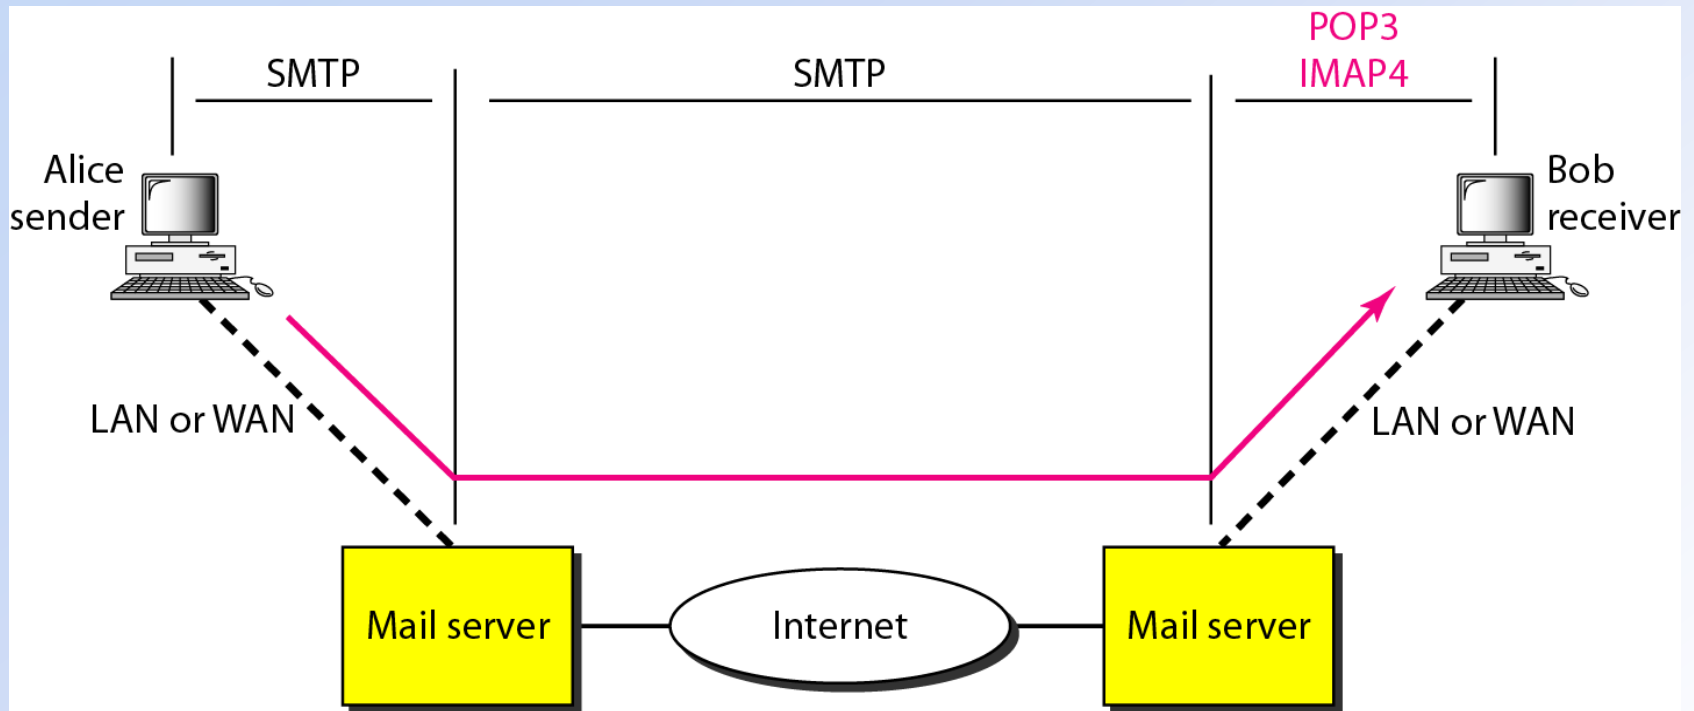 POP3
SMTP
SMTP
IMAP4
Alice
sender
Bob
receiver
LAN or WAN
LAN or WAN
Mail server
Internet
Mail server